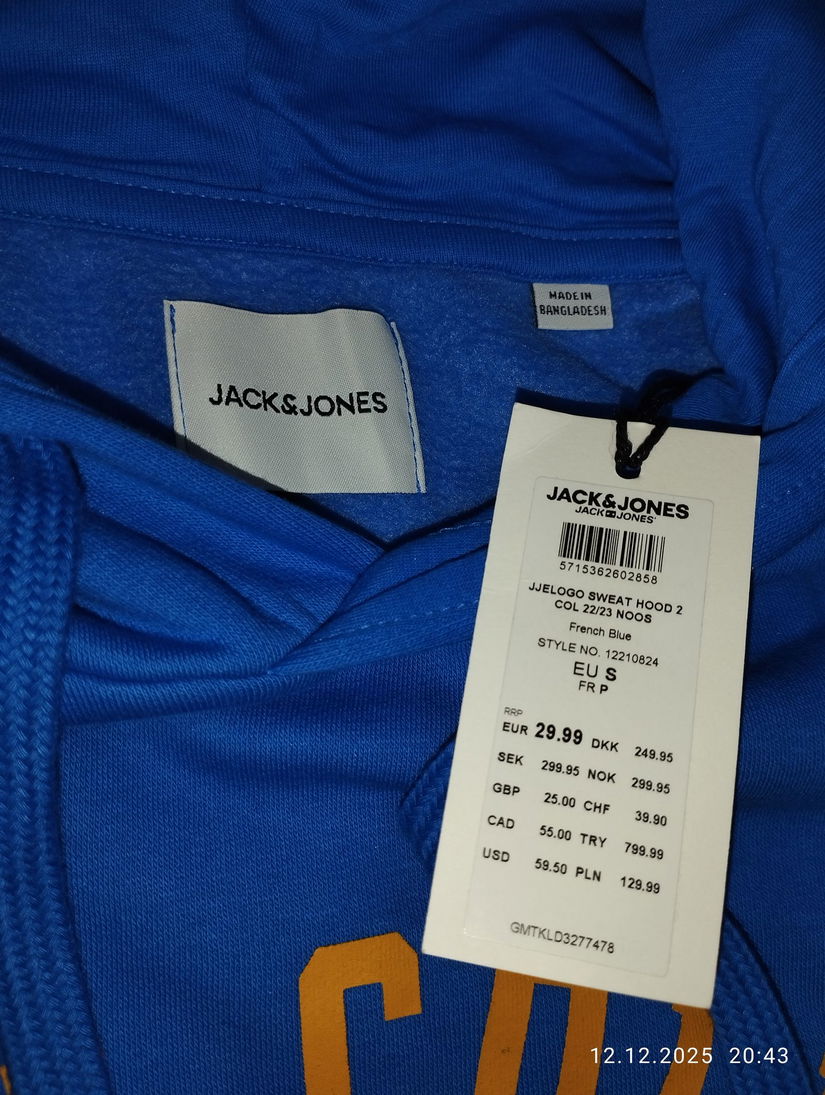 MADE IN
BANGLADESH
JACK&JONES
JACK&JONES
JACK JONES
5715362602858
JJELOGO SWEAT HOOD 2
COL 22/23 NOOS
French Blue
STYLE NO. 12210824
EU S
FR P
RRP
EUR 29.99 DKK 249.95
SEK 299.95 NOK 299.95
GBP 25.00 CHF 39.90
CAD 55.00 TRY 799.99
USD 59.50 PLN 129.99
GMTKLD3277478
12.12.2025 20:43